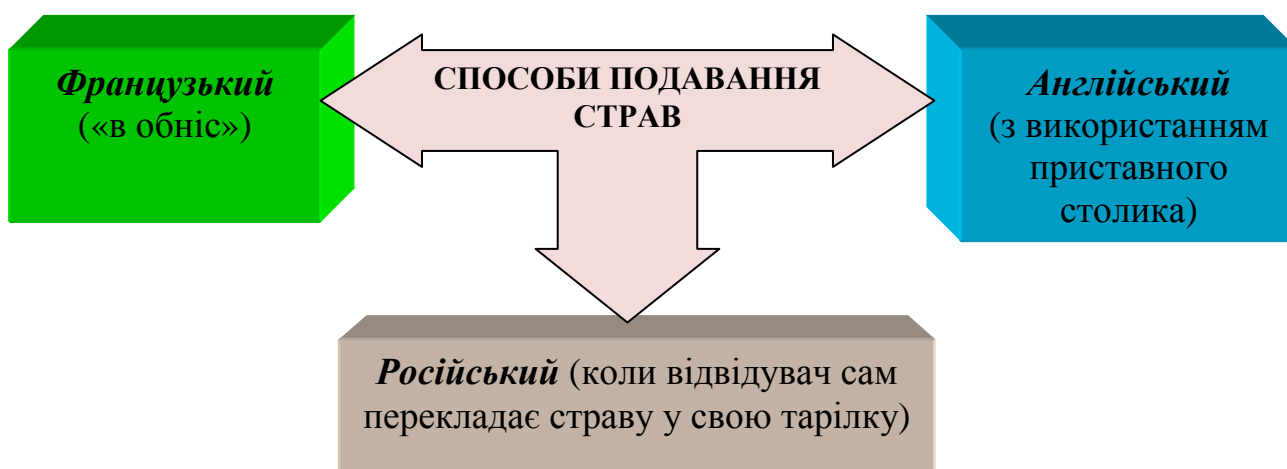 СПОСОБИ ПОДАВАННЯ
СТРАВ
Французький
(«в обніс»)
Англійський
(з використанням
приставного
столика)
Російський (коли відвідувач сам
перекладає страву у свою тарілку)